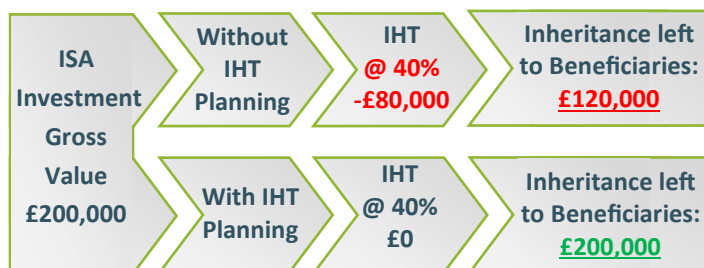 ISA
Investment
Gross
Value
£200,000
Without
IHT
Planning
IHT
@ 40%
-£80,000
Inheritance left
to Beneficiaries:
£120,000
With IHT
Planning
IHT
@ 40%
£0
Inheritance left
to Beneficiaries:
£200,000